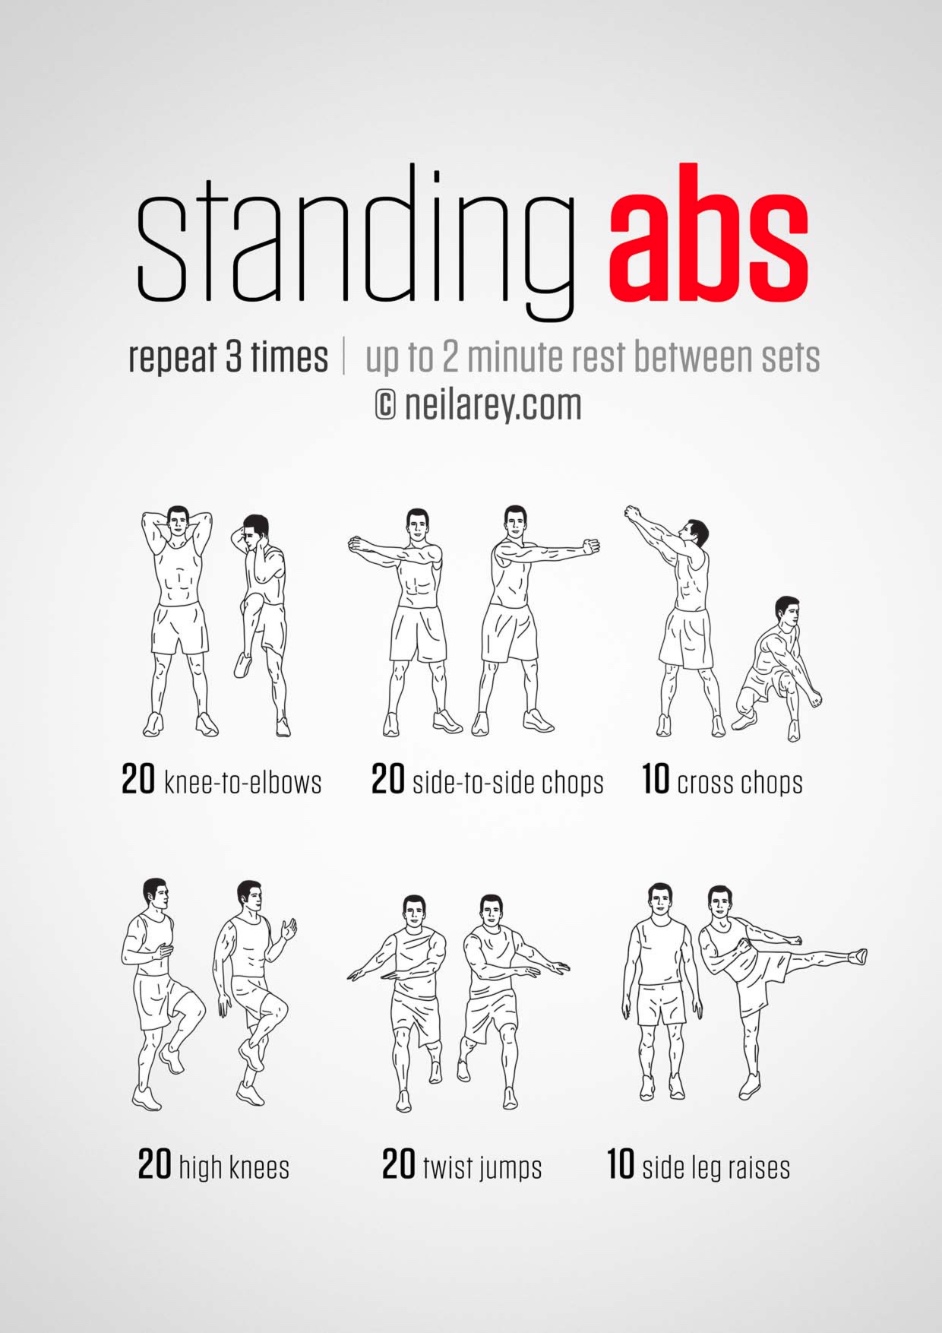 standing abs
repeat 3 times | up to 2 minute rest between sets
© neilarey.com
20 knee-to-elbows
20 side-to-side chops
10 cross chops
20 high knees
20 twist jumps
10 side leg raises